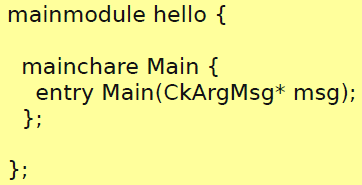 mainmodule hello {
mainchare Main {
entry Main(CkArgMsg* msg);
};
};